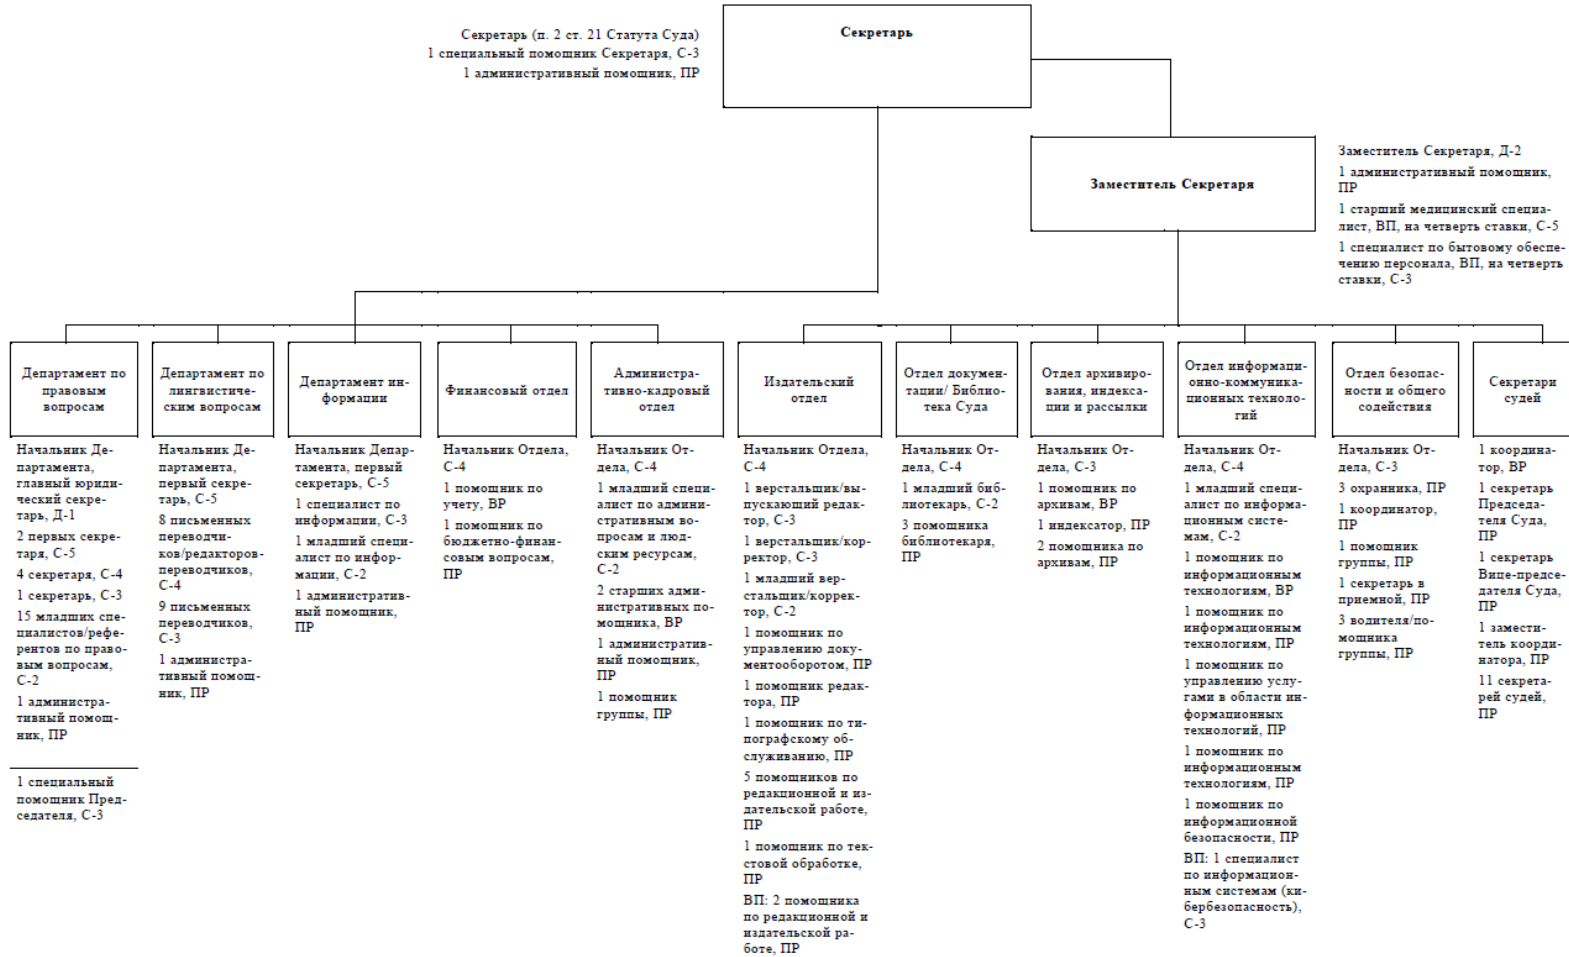 Секретарь (п. 2 ст. 21 Статута Суда)
1 специальный помощник Секретаря, С-3
1 административный помощник, ПР
Секретарь
Заместитель Секретаря
Заместитель Секретаря, Д-2
1 административный помощник,
ПР
1 старший медицинский специа-
лист, ВП, на четверть ставки, С-5
1 специалист по бытовому обеспе-
чению персонала, ВП, на четверть
ставки, С-3
Департамент по
правовым
вопросам
Начальник Де-
партамента,
главный юриди-
ческий секре-
тарь, Д-1
2 первых секре-
таря, С-5
4 секретаря, С-4
1 секретарь, С-3
15 младших спе-
циалистов/рефе-
рентов по право-
вым вопросам,
С-2
1 администра-
тивный помощ-
ник, ПР
1 специальный
помощник Пред-
седателя, С-3
Департамент по
лингвистиче-
ским вопросам
Начальник Де-
партамента,
первый секре-
тарь, С-5
8 письменных
переводчи-
ков/редакторов-
переводчиков,
С-4
9 письменных
переводчиков,
С-3
1 администра-
тивный помощ-
ник, ПР
Департамент ин-
формации
Начальник Депар-
тамента, первый
секретарь, С-5
1 специалист по
информации, С-3
1 младший специ-
алист по инфор-
мации, С-2
1 административ-
ный помощник,
ПР
Финансовый отдел
Начальник Отдела,
С-4
1 помощник по
учету, ВР
1 помощник по
бюджетно-финан-
совым вопросам,
ПР
Администра-
тивно-кадровый
отдел
Начальник От-
дела, С-4
1 младший специ-
алист по админи-
стративным во-
просам и люд-
ским ресурсам,
С-2
2 старших адми-
нистративных по-
мощника, ВР
1 административ-
ный помощник,
ПР
1 помощник
группы, ПР
Издательский
отдел
Начальник Отдела,
С-4
1 верстальщик/вы-
пускающий редак-
тор, С-3
1 верстальщик/кор-
ректор, С-3
1 младший вер-
стальщик/коррек-
тор, С-2
1 помощник по
управлению доку-
ментооборотом, ПР
1 помощник редак-
тора, ПР
1 помощник по ти-
пографскому об-
служиванию, ПР
5 помощников по
редакционной и из-
дательской работе,
ПР
1 помощник по тек-
стовой обработке,
ПР
ВП: 2 помощника
по редакционной и
издательской ра-
боте, ПР
Отдел докумен-
тации/ Библио-
тека Суда
Начальник От-
дела, С-4
1 младший биб-
лиотекарь, С-2
3 помощника
библиотекаря,
ПР
Отдел архивиро-
вания, индекса-
ции и рассылки
Начальник От-
дела, С-3
1 помощник по
архивам, ВР
1 индексатор, ПР
2 помощника по
архивам, ПР
Отдел информаци-
онно-коммуника-
ционных техноло-
гий
Начальник От-
дела, С-4
1 младший специ-
алист по информа-
ционным систе-
мам, С-2
1 помощник по
информационным
технологиям, ВР
1 помощник по
информационным
технологиям, ПР
1 помощник по
управлению услу-
гами в области ин-
формационных
технологий, ПР
1 помощник по
информационным
технологиям, ПР
1 помощник по
информационной
безопасности, ПР
ВП: 1 специалист
по информацион-
ным системам (ки-
бербезопасность),
С-3
Отдел безопас-
ности и общего
содействия
Начальник От-
дела, С-3
3 охранника, ПР
1 координатор,
ПР
1 помощник
группы, ПР
1 секретарь в
приемной, ПР
3 водителя/по-
мощника
группы, ПР
Секретари
судей
1 координа-
тор, ВР
1 секретарь
Председа-
теля Суда,
ПР
1 секретарь
Вице-предсе-
дателя Суда,
ПР
1 замести-
тель коорди-
натора, ПР
11 секрета-
рей судей,
ПР